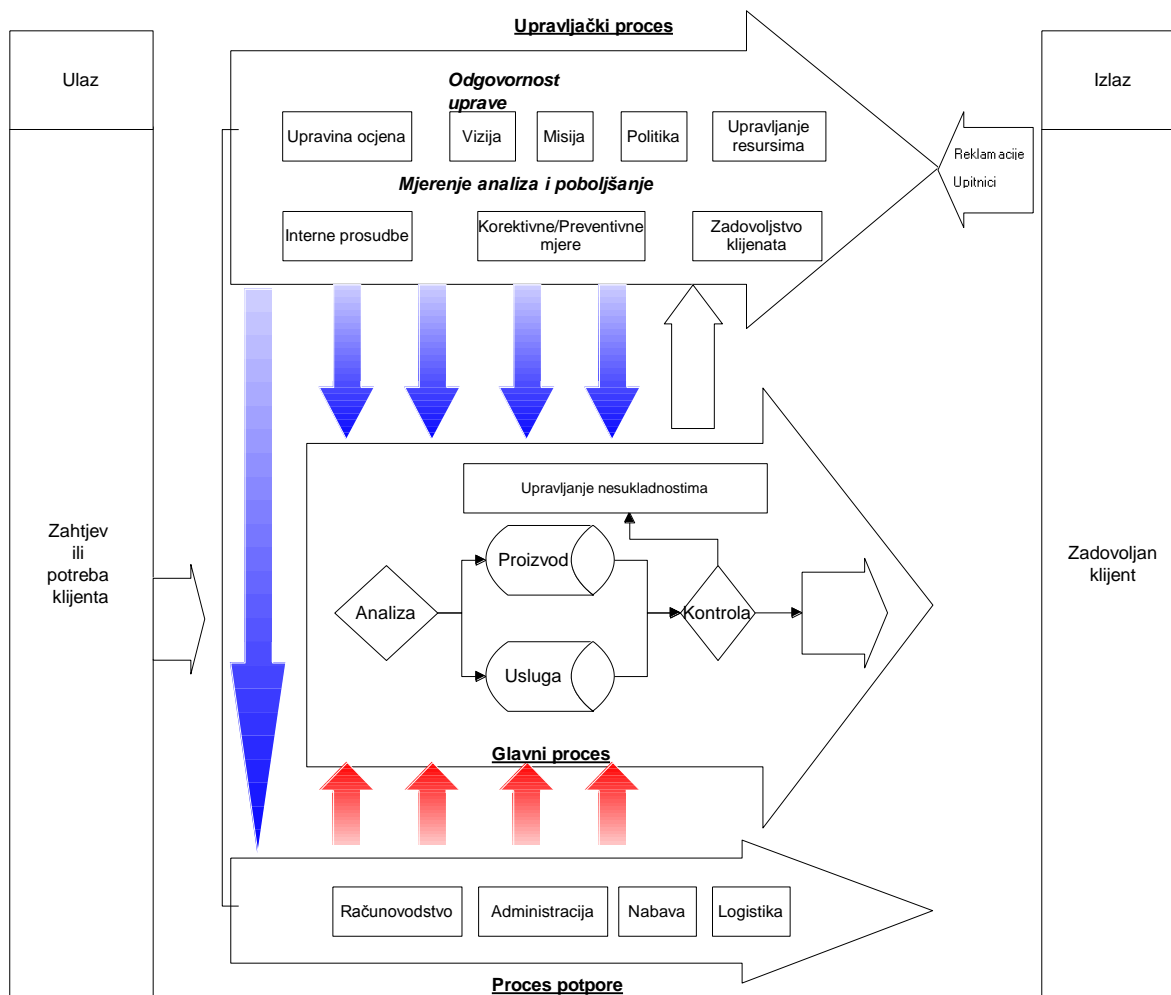 Upravljački proces
Ulaz
Izlaz
Odgovornost
uprave
Upravina ocjena
Vizija
Misija
Politika
Upravljanje
resursima
Reklamacije
Upitnici
Mjerenje analiza i poboljšanje
Interne prosudbe
Korektivne/Preventivne
mjere
Zadovoljstvo
klijenata
Upravljanje nesukladnostima
Zahtjev
ili
potreba
klijenta
Proizvod
Analiza
Kontrola
Usluga
Zadovoljan
klijent
Glavni proces
Računovodstvo
Administracija
Nabava
Logistika
Proces potpore